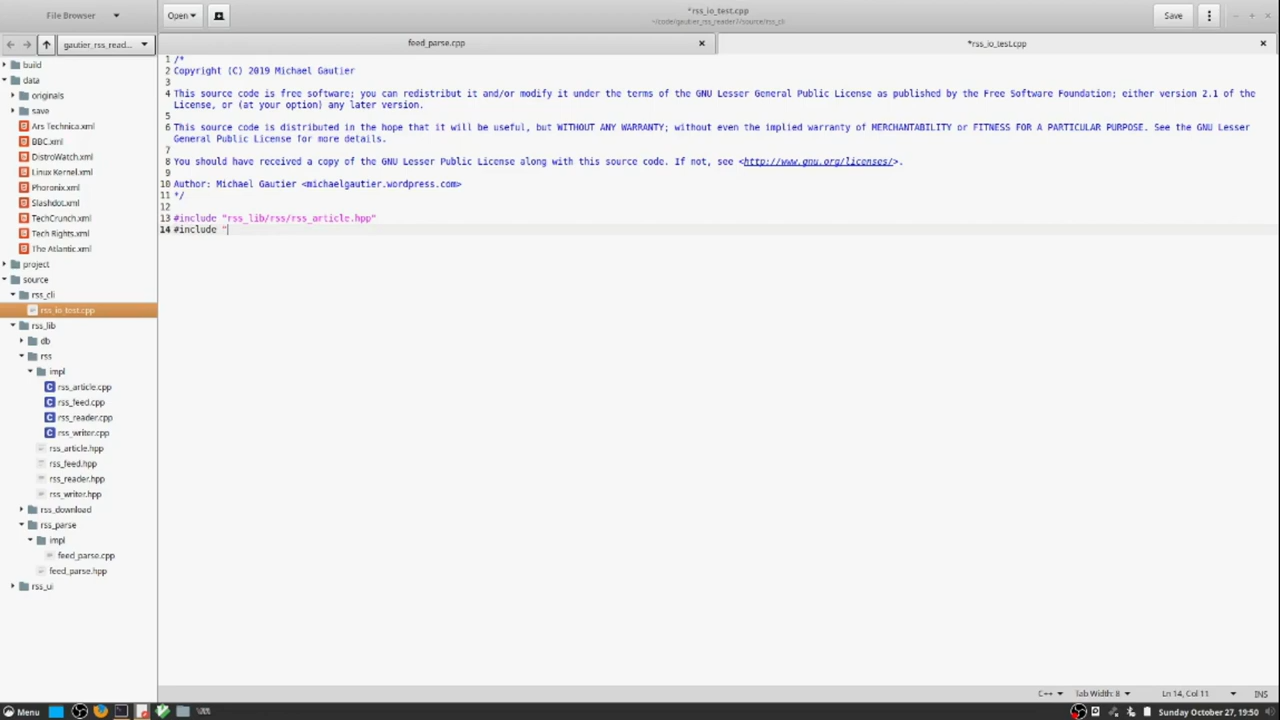 File Browser
Open
*rss_io_test.cpp
~/code/gautier_rss_reader/source/rss_cli
Save
gautier_rss_read...
feed_parse.cpp
*rss_io_test.cpp
build
data
originals
save
Ars Technica.xml
BBC.xml
DistroWatch.xml
Linux Kernel.xml
Phoronix.xml
Slashdot.xml
TechCrunch.xml
Tech Rights.xml
The Atlantic.xml
project
source
rss_cli
rss_io_test.cpp
rss_lib
db
rss
impl
rss_article.cpp
rss_feed.cpp
rss_reader.cpp
rss_writer.cpp
rss_article.hpp
rss_feed.hpp
rss_reader.hpp
rss_writer.hpp
rss_download
rss_parse
impl
feed_parse.cpp
feed_parse.hpp
rss_ui
1 /*
2 Copyright (C) 2019 Michael Gautier
3
4 This source code is free software; you can redistribut it and/or modify it under the terms of the GNU Lesser General Public License as published by the Free Software Foundation; either version 2.1 of the
License, or (at your option) any later version.
5
6 This source code is distributed in the hope that it will be useful, but WITHOUT ANY WARRANTY; without even the implied warranty of MERCHANTABILITY or FITNESS FOR A PARTICULAR PURPOSE. See the GNU Lesser
General Public License for more details.
7
8 You should have received a copy of the GNU Lesser Public License along with this source code. If not, see <http://www.gnu.org/licenses/>.
9
10 Author: Michael Gautier <michaelgautier.wordpress.com>
11 */
12
13 #include "rss_lib/rss/rss_article.hpp"
14 #include "
C++
Tab Width: 8
Ln 14, Col 11
INS
Menu
Sunday October 27, 19:50